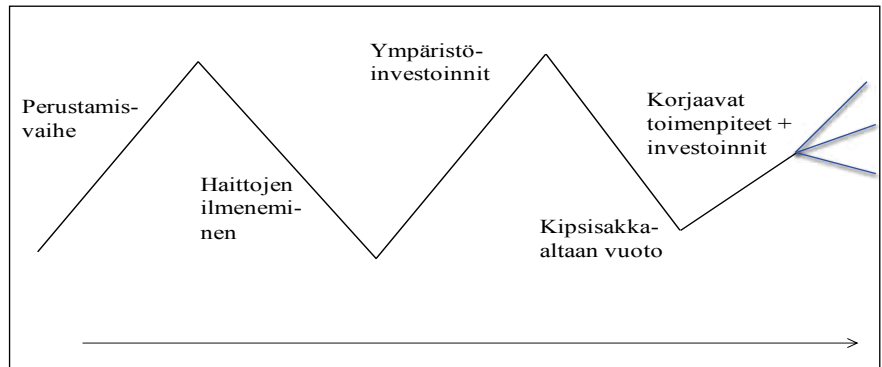 Perustamis-
vaihe
Haittojen
ilmenemi-
nen
Ympäristö-
investoinnit
Kipsisakka-
altaan vuoto
Korjaavat
toimenpiteet +
investoinnit